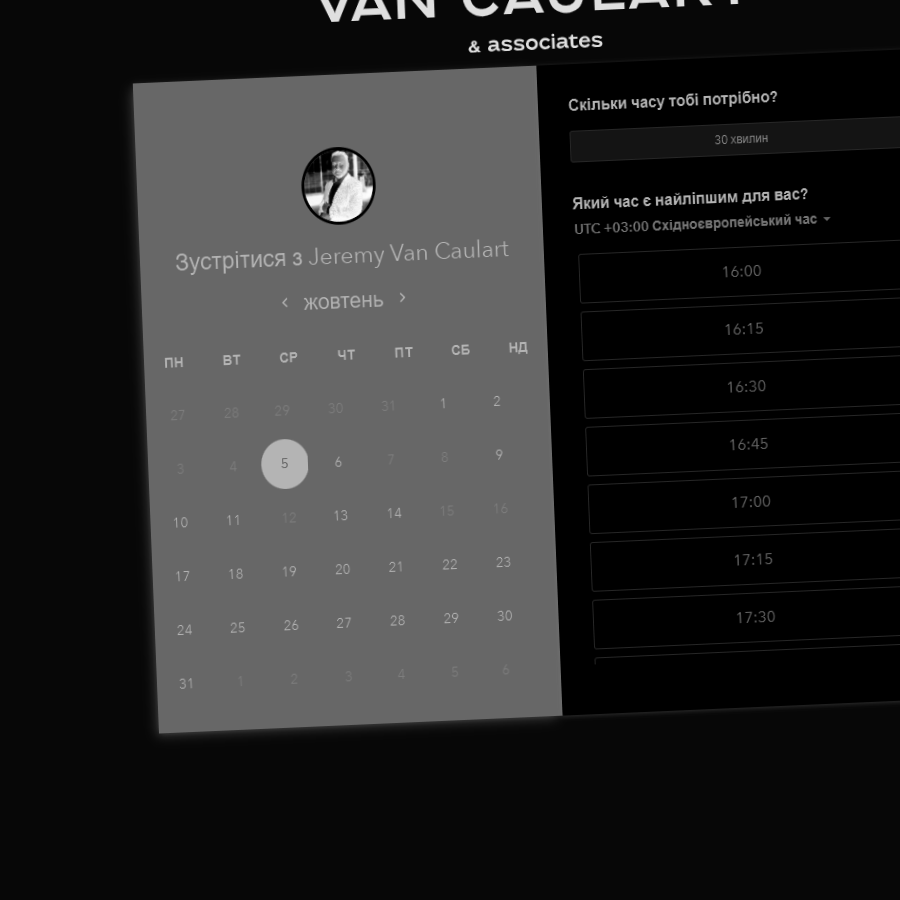 VAN CAULART
& associates
Зустрітися з Jeremy Van Caulart
‹ жовтень ›
ПН ВТ СР ЧТ ПТ СБ НД
27 28 29 30 31 1 2
3 4 5 6 7 8 9
10 11 12 13 14 15 16
17 18 19 20 21 22 23
24 25 26 27 28 29 30
31 1 2 3 4 5 6
Скільки часу тобі потрібно?
30 хвилин
Який час є найліпшим для вас?
UTC +03:00 Східноєвропейський час
16:00
16:15
16:30
16:45
17:00
17:15
17:30